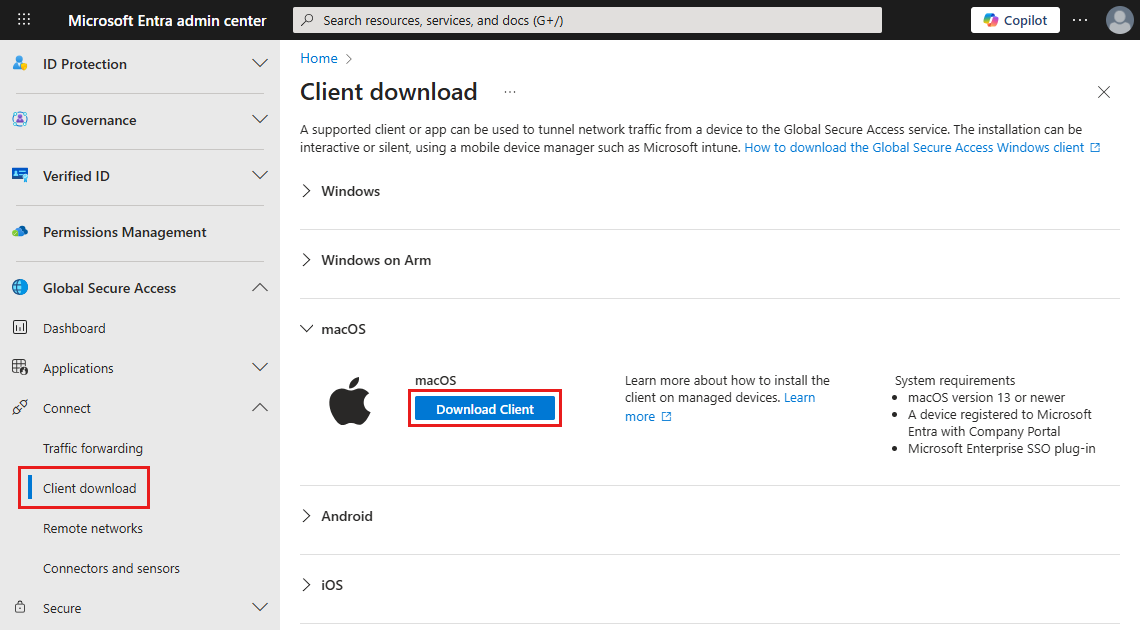 Microsoft Entra admin center
Search resources, services, and docs (G+/)
Copilot
ID Protection
ID Governance
Verified ID
Permissions Management
Global Secure Access
Dashboard
Applications
Connect
Traffic forwarding
Client download
Remote networks
Connectors and sensors
Secure
Home
Client download
A supported client or app can be used to tunnel network traffic from a device to the Global Secure Access service. The installation can be
interactive or silent, using a mobile device manager such as Microsoft intune. How to download the Global Secure Access Windows client
Windows
Windows on Arm
macOS
macOS
Download Client
Learn more about how to install the
client on managed devices. Learn
more
System requirements
macOS version 13 or newer
A device registered to Microsoft
Entra with Company Portal
Microsoft Enterprise SSO plug-in
Android
iOS